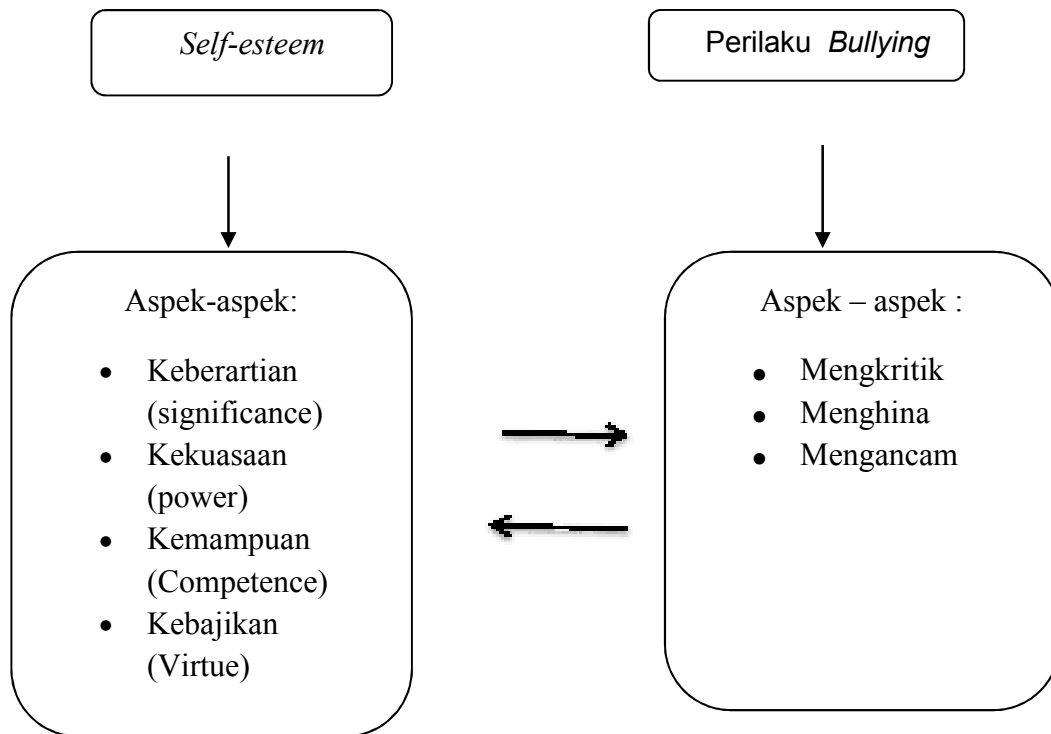 Self-esteem
Perilaku Bullying
Aspek-aspek:
• Keberartian
(significance)
• Kekuasaan
(power)
• Kemampuan
(Competence)
• Kebajikan
(Virtue)
Aspek – aspek :
• Mengkritik
• Menghina
• Mengancam